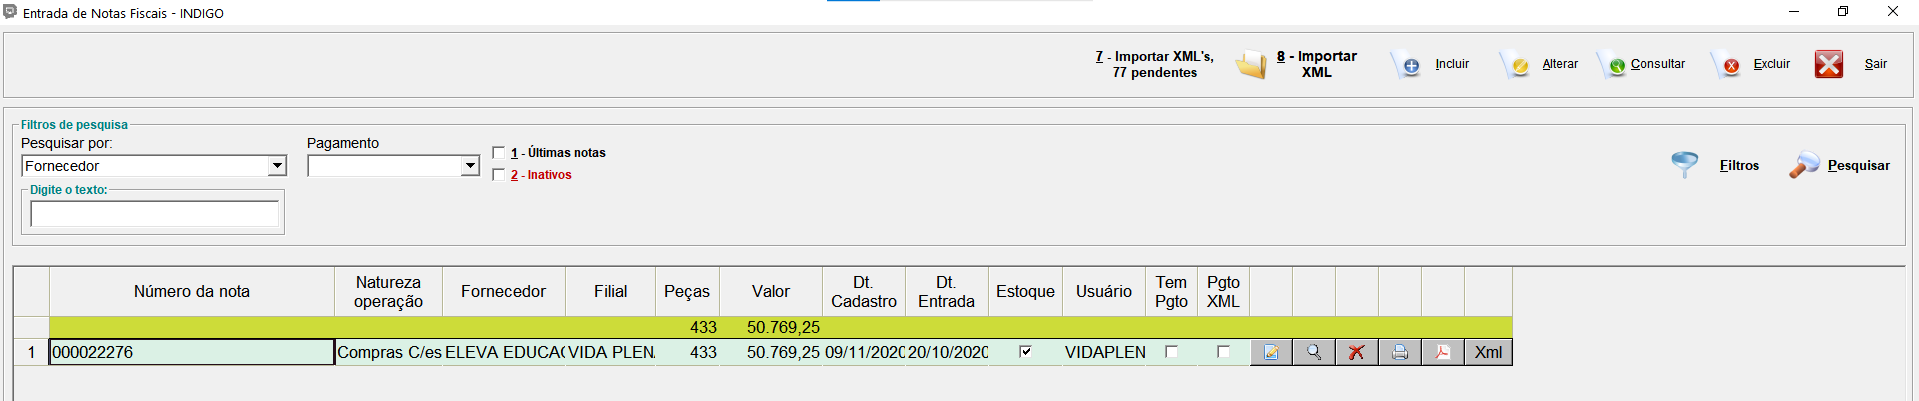 Entrada de Notas Fiscais - INDIGO
7 - Importar XML's,
77 pendentes
8 - Importar
XML
Incluir
Alterar
Consultar
Excluir
Sair
Filtros de pesquisa
Pesquisar por:
Pagamento
Fornecedor
1 - Últimas notas
2 - Inativos
Filtros
Pesquisar
Digite o texto:
Número da nota
Natureza
operação
Fornecedor
Filial
Peças
Valor
Dt.
Cadastro
Dt.
Entrada
Estoque
Usuário
Tem
Pgto
Pgto
XML
433 50.769,25
1 000022276 Compras C/es ELEVA EDUCAÇ VIDA PLENA 433 50.769,25 09/11/2020 20/10/2020 VIDAPLEN Xml